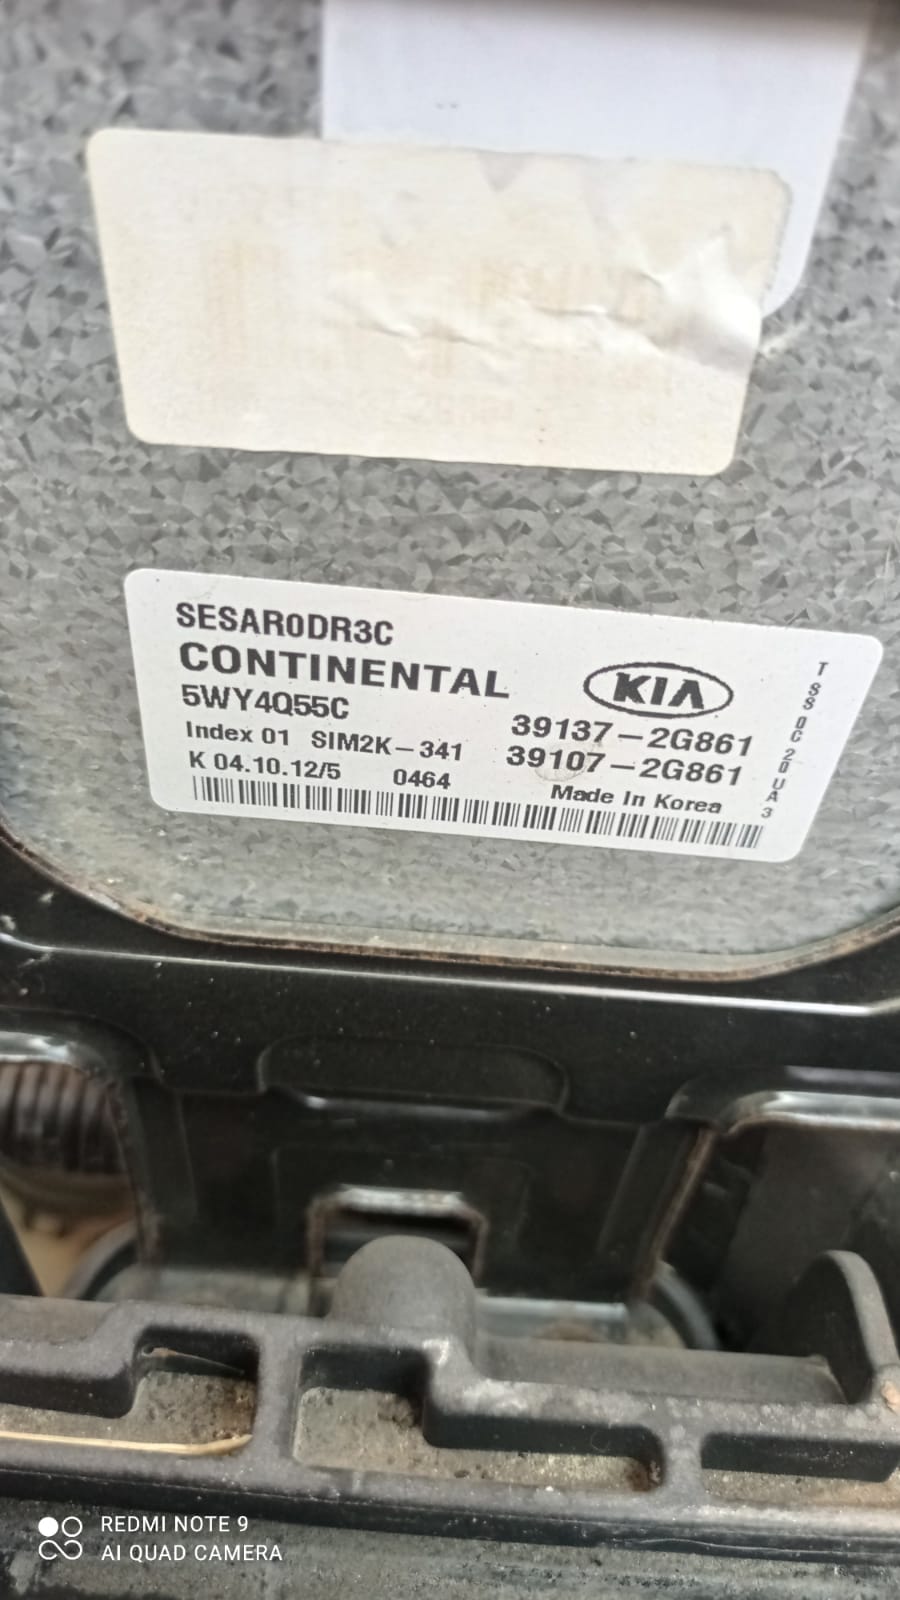 SESAR0DR3C
CONTINENTAL
5WY4Q55C
Index 01 SIM2K-341
K 04.10.12/5 0464
KIA
39137-2G861
39107-2G861
Made In Korea
REDMI NOTE 9
AI QUAD CAMERA